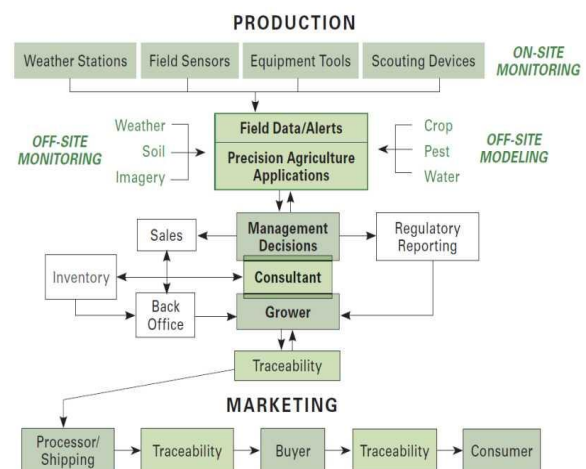 PRODUCTION
Weather Stations
Field Sensors
Equipment Tools
Scouting Devices
ON-SITE
MONITORING
OFF-SITE
MONITORING
Weather
Soil
Imagery
Field Data/Alerts
Precision Agriculture
Applications
Crop
Pest
Water
OFF-SITE
MODELING
Sales
Management
Decisions
Regulatory
Reporting
Inventory
Consultant
Back
Office
Grower
Traceability
MARKETING
Processor/
Shipping
Traceability
Buyer
Traceability
Consumer